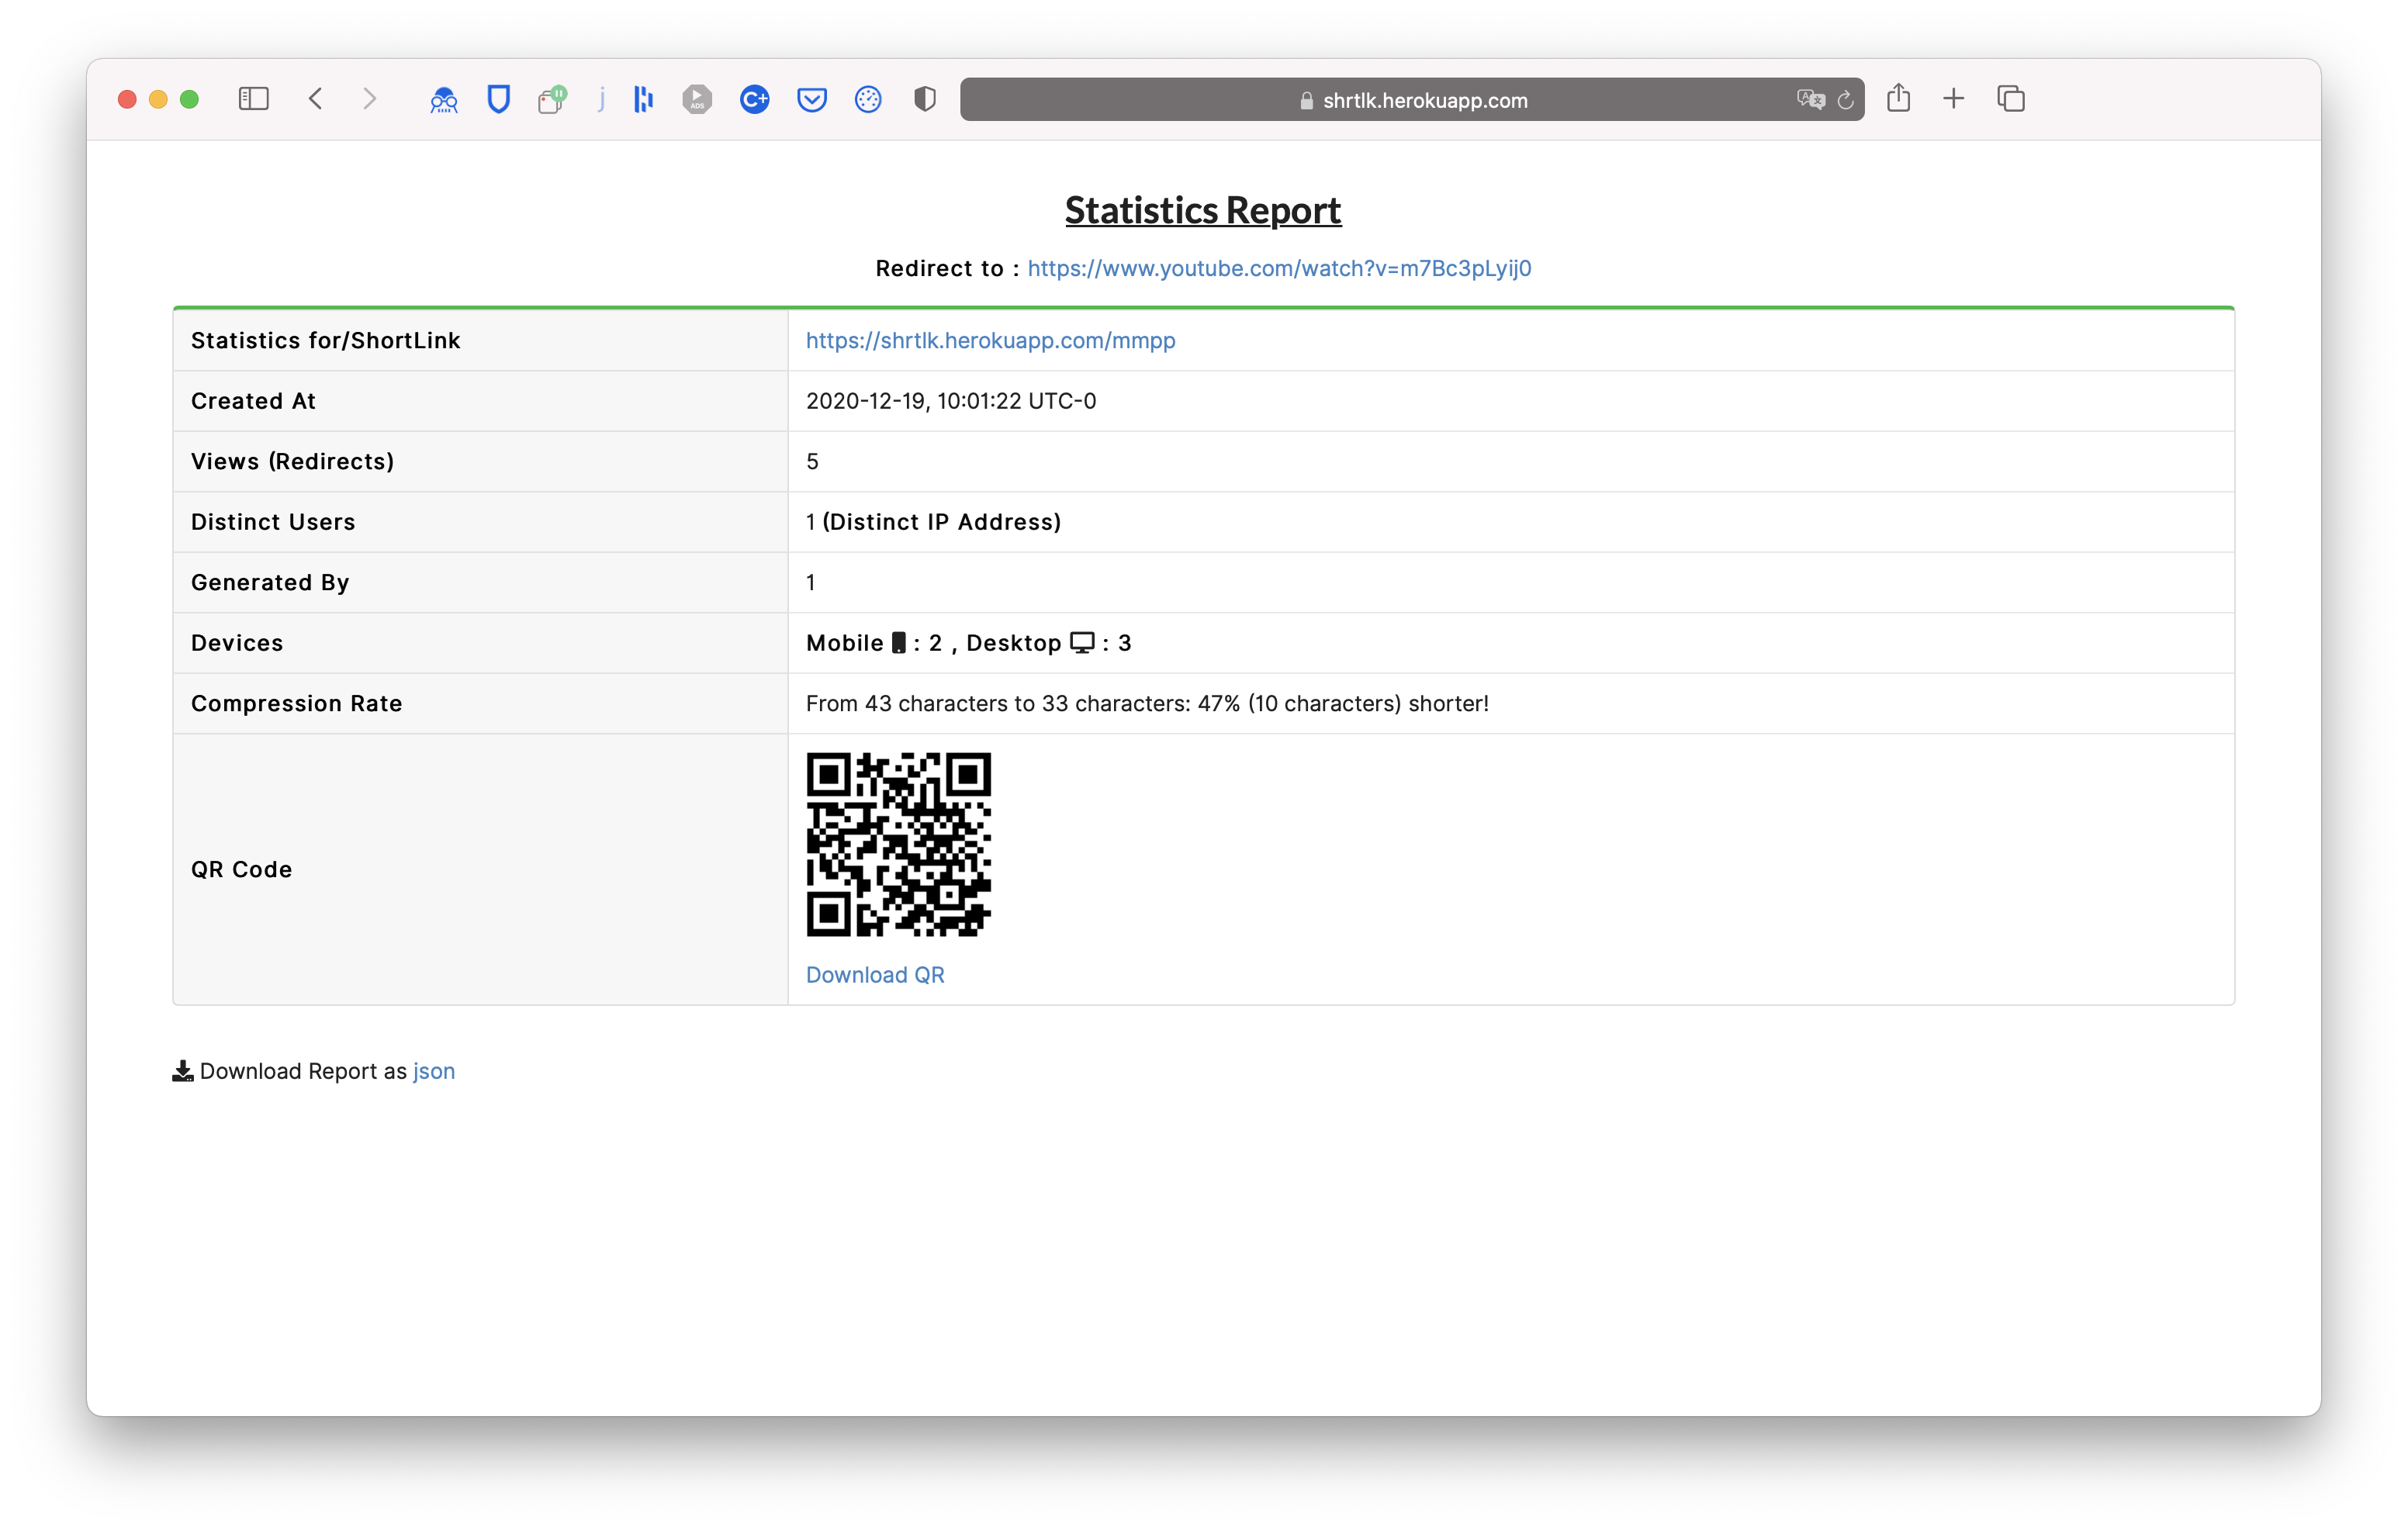 shrtlk.herokuapp.com
Statistics Report
Redirect to : https://www.youtube.com/watch?v=m7Bc3pLyij0
Statistics for/ShortLink https://shrtlk.herokuapp.com/mmpp
Created At 2020-12-19, 10:01:22 UTC-0
Views (Redirects) 5
Distinct Users 1 (Distinct IP Address)
Generated By 1
Devices Mobile : 2 , Desktop : 3
Compression Rate From 43 characters to 33 characters: 47% (10 characters) shorter!
QR Code
Download QR
Download Report as json